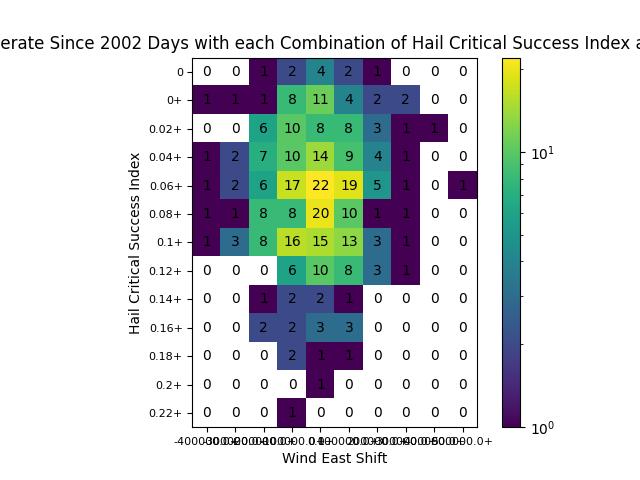 erate Since 2002 Days with each Combination of Hail Critical Success Index a
0 0 0 1 2 4 2 1 0 0 0
0+ 1 1 1 8 11 4 2 2 0 0
0.02+ 0 0 6 10 8 8 3 1 1 0
0.04+ 1 2 7 10 14 9 4 1 0 0
0.06+ 1 2 6 17 22 19 5 1 0 1
0.08+ 1 1 8 8 20 10 1 1 0 0
0.1+ 1 3 8 16 15 13 3 1 0 0
0.12+ 0 0 0 6 10 8 3 1 0 0
0.14+ 0 0 1 2 2 1 0 0 0 0
0.16+ 0 0 2 2 3 3 0 0 0 0
0.18+ 0 0 0 2 1 1 0 0 0 0
0.2+ 0 0 0 0 1 0 0 0 0 0
0.22+ 0 0 0 1 0 0 0 0 0 0
Hail Critical Success Index
Wind East Shift
10^1
10^0